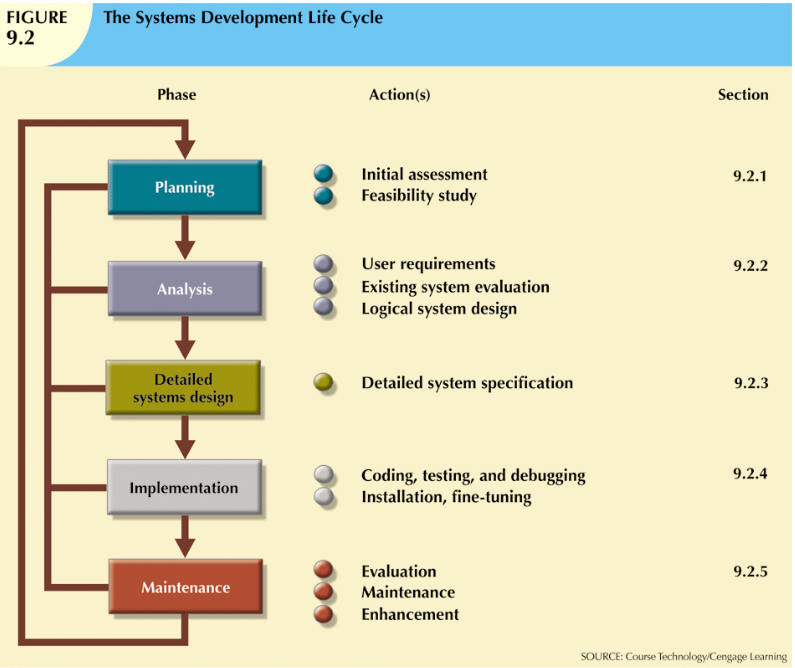 FIGURE
9.2
The Systems Development Life Cycle
Phase
Action(s)
Section
Planning
Initial assessment
Feasibility study
9.2.1
Analysis
User requirements
Existing system evaluation
Logical system design
9.2.2
Detailed
systems design
Detailed system specification
9.2.3
Implementation
Coding, testing, and debugging
Installation, fine-tuning
9.2.4
Maintenance
Evaluation
Maintenance
Enhancement
9.2.5
SOURCE: Course Technology/Cengage Learning